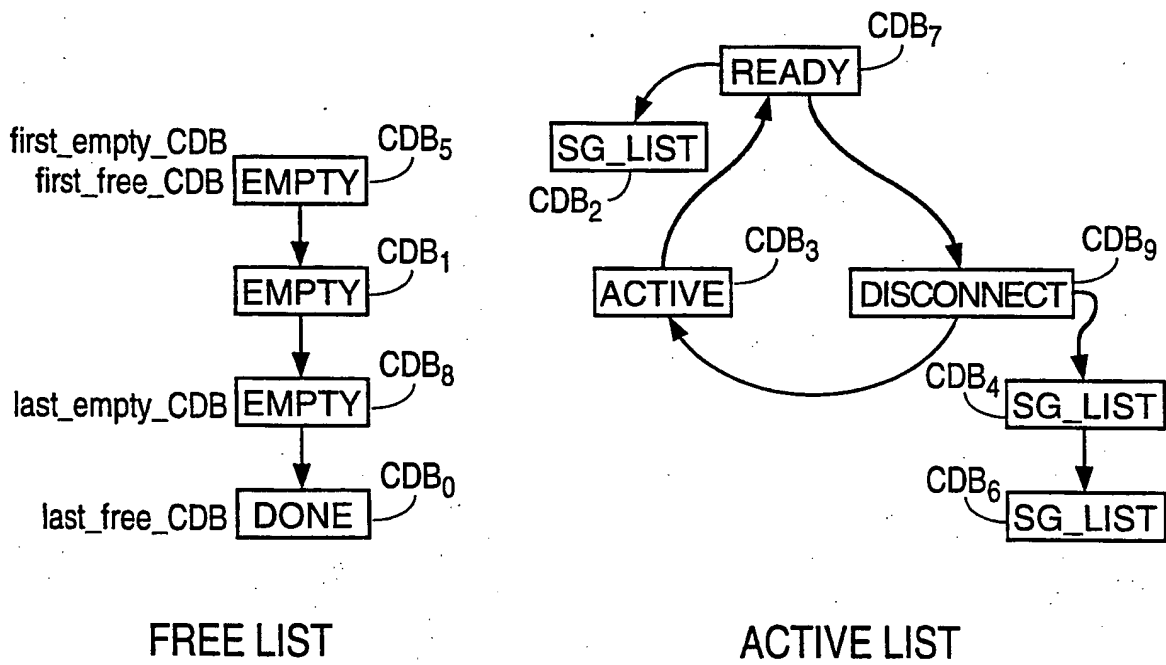 first_empty_CDB
first_free_CDB EMPTY CDB5
EMPTY CDB1
last_empty_CDB EMPTY CDB8
last_free_CDB DONE CDB0
FREE LIST
READY CDB7
SG_LIST
CDB2
ACTIVE CDB3
DISCONNECT CDB9
CDB4
SG_LIST
CDB6
SG_LIST
ACTIVE LIST